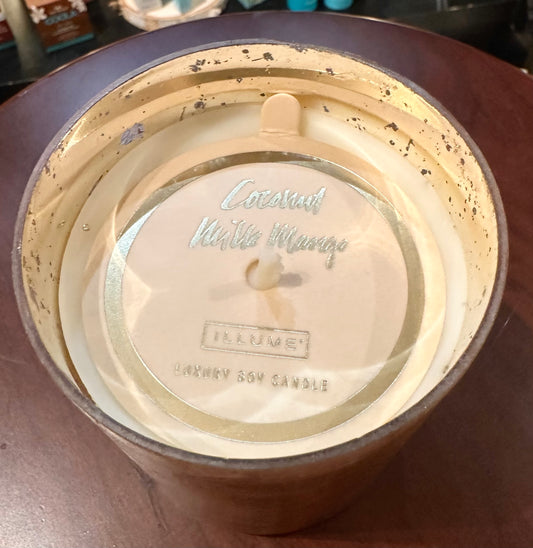 Coconut
Milk Mango
ILLUME®
LUXURY SOY CANDLE